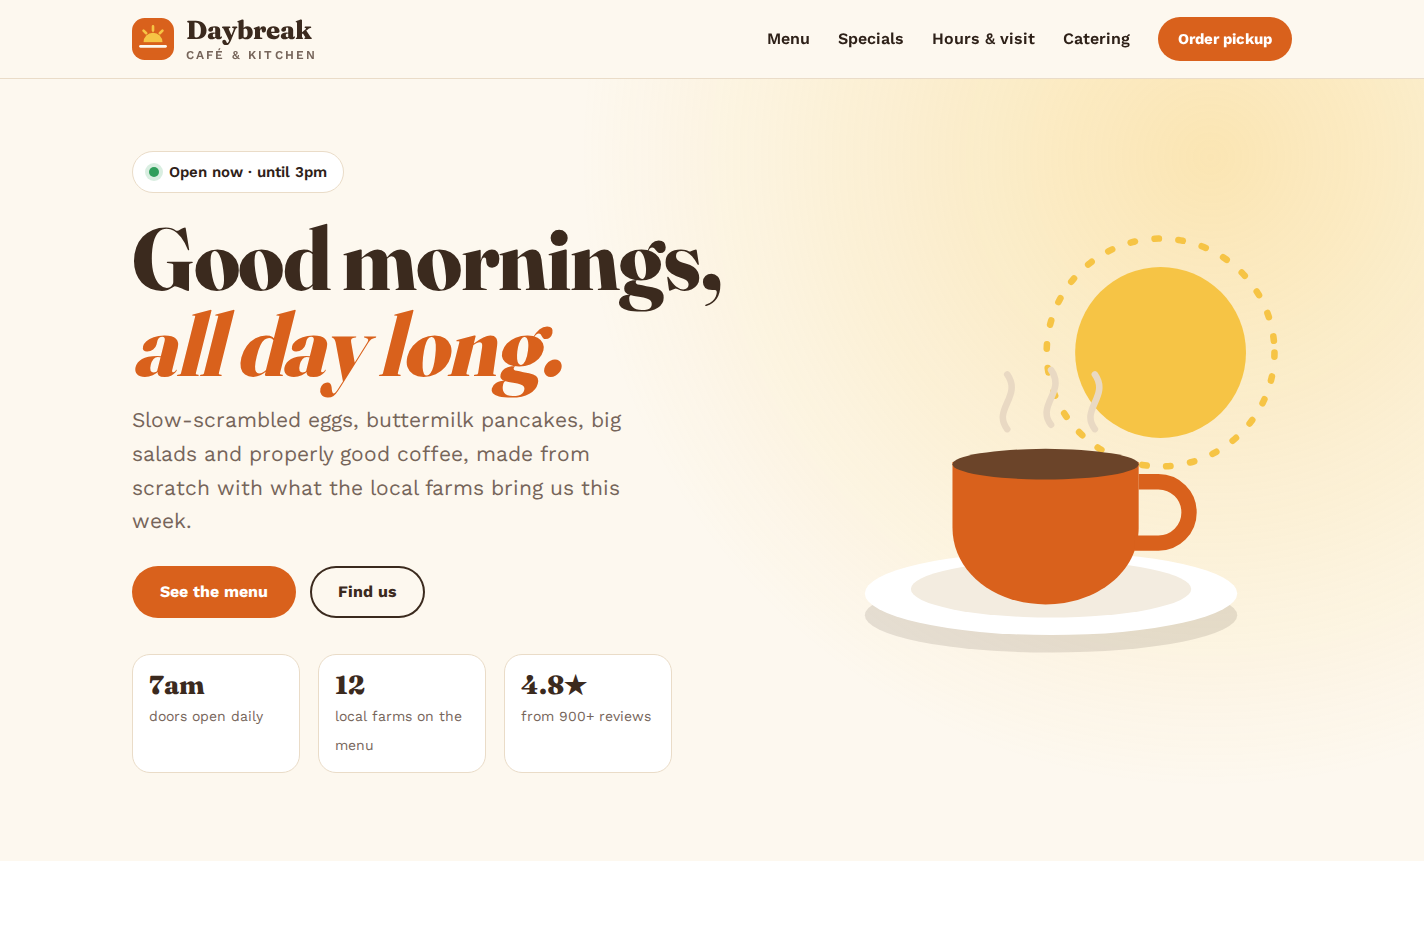 Daybreak
CAFÉ & KITCHEN
Menu
Specials
Hours & visit
Catering
Order pickup
Open now · until 3pm
Good mornings,
all day long.
Slow-scrambled eggs, buttermilk pancakes, big
salads and properly good coffee, made from
scratch with what the local farms bring us this
week.
See the menu
Find us
7am
doors open daily
12
local farms on the
menu
4.8★
from 900+ reviews